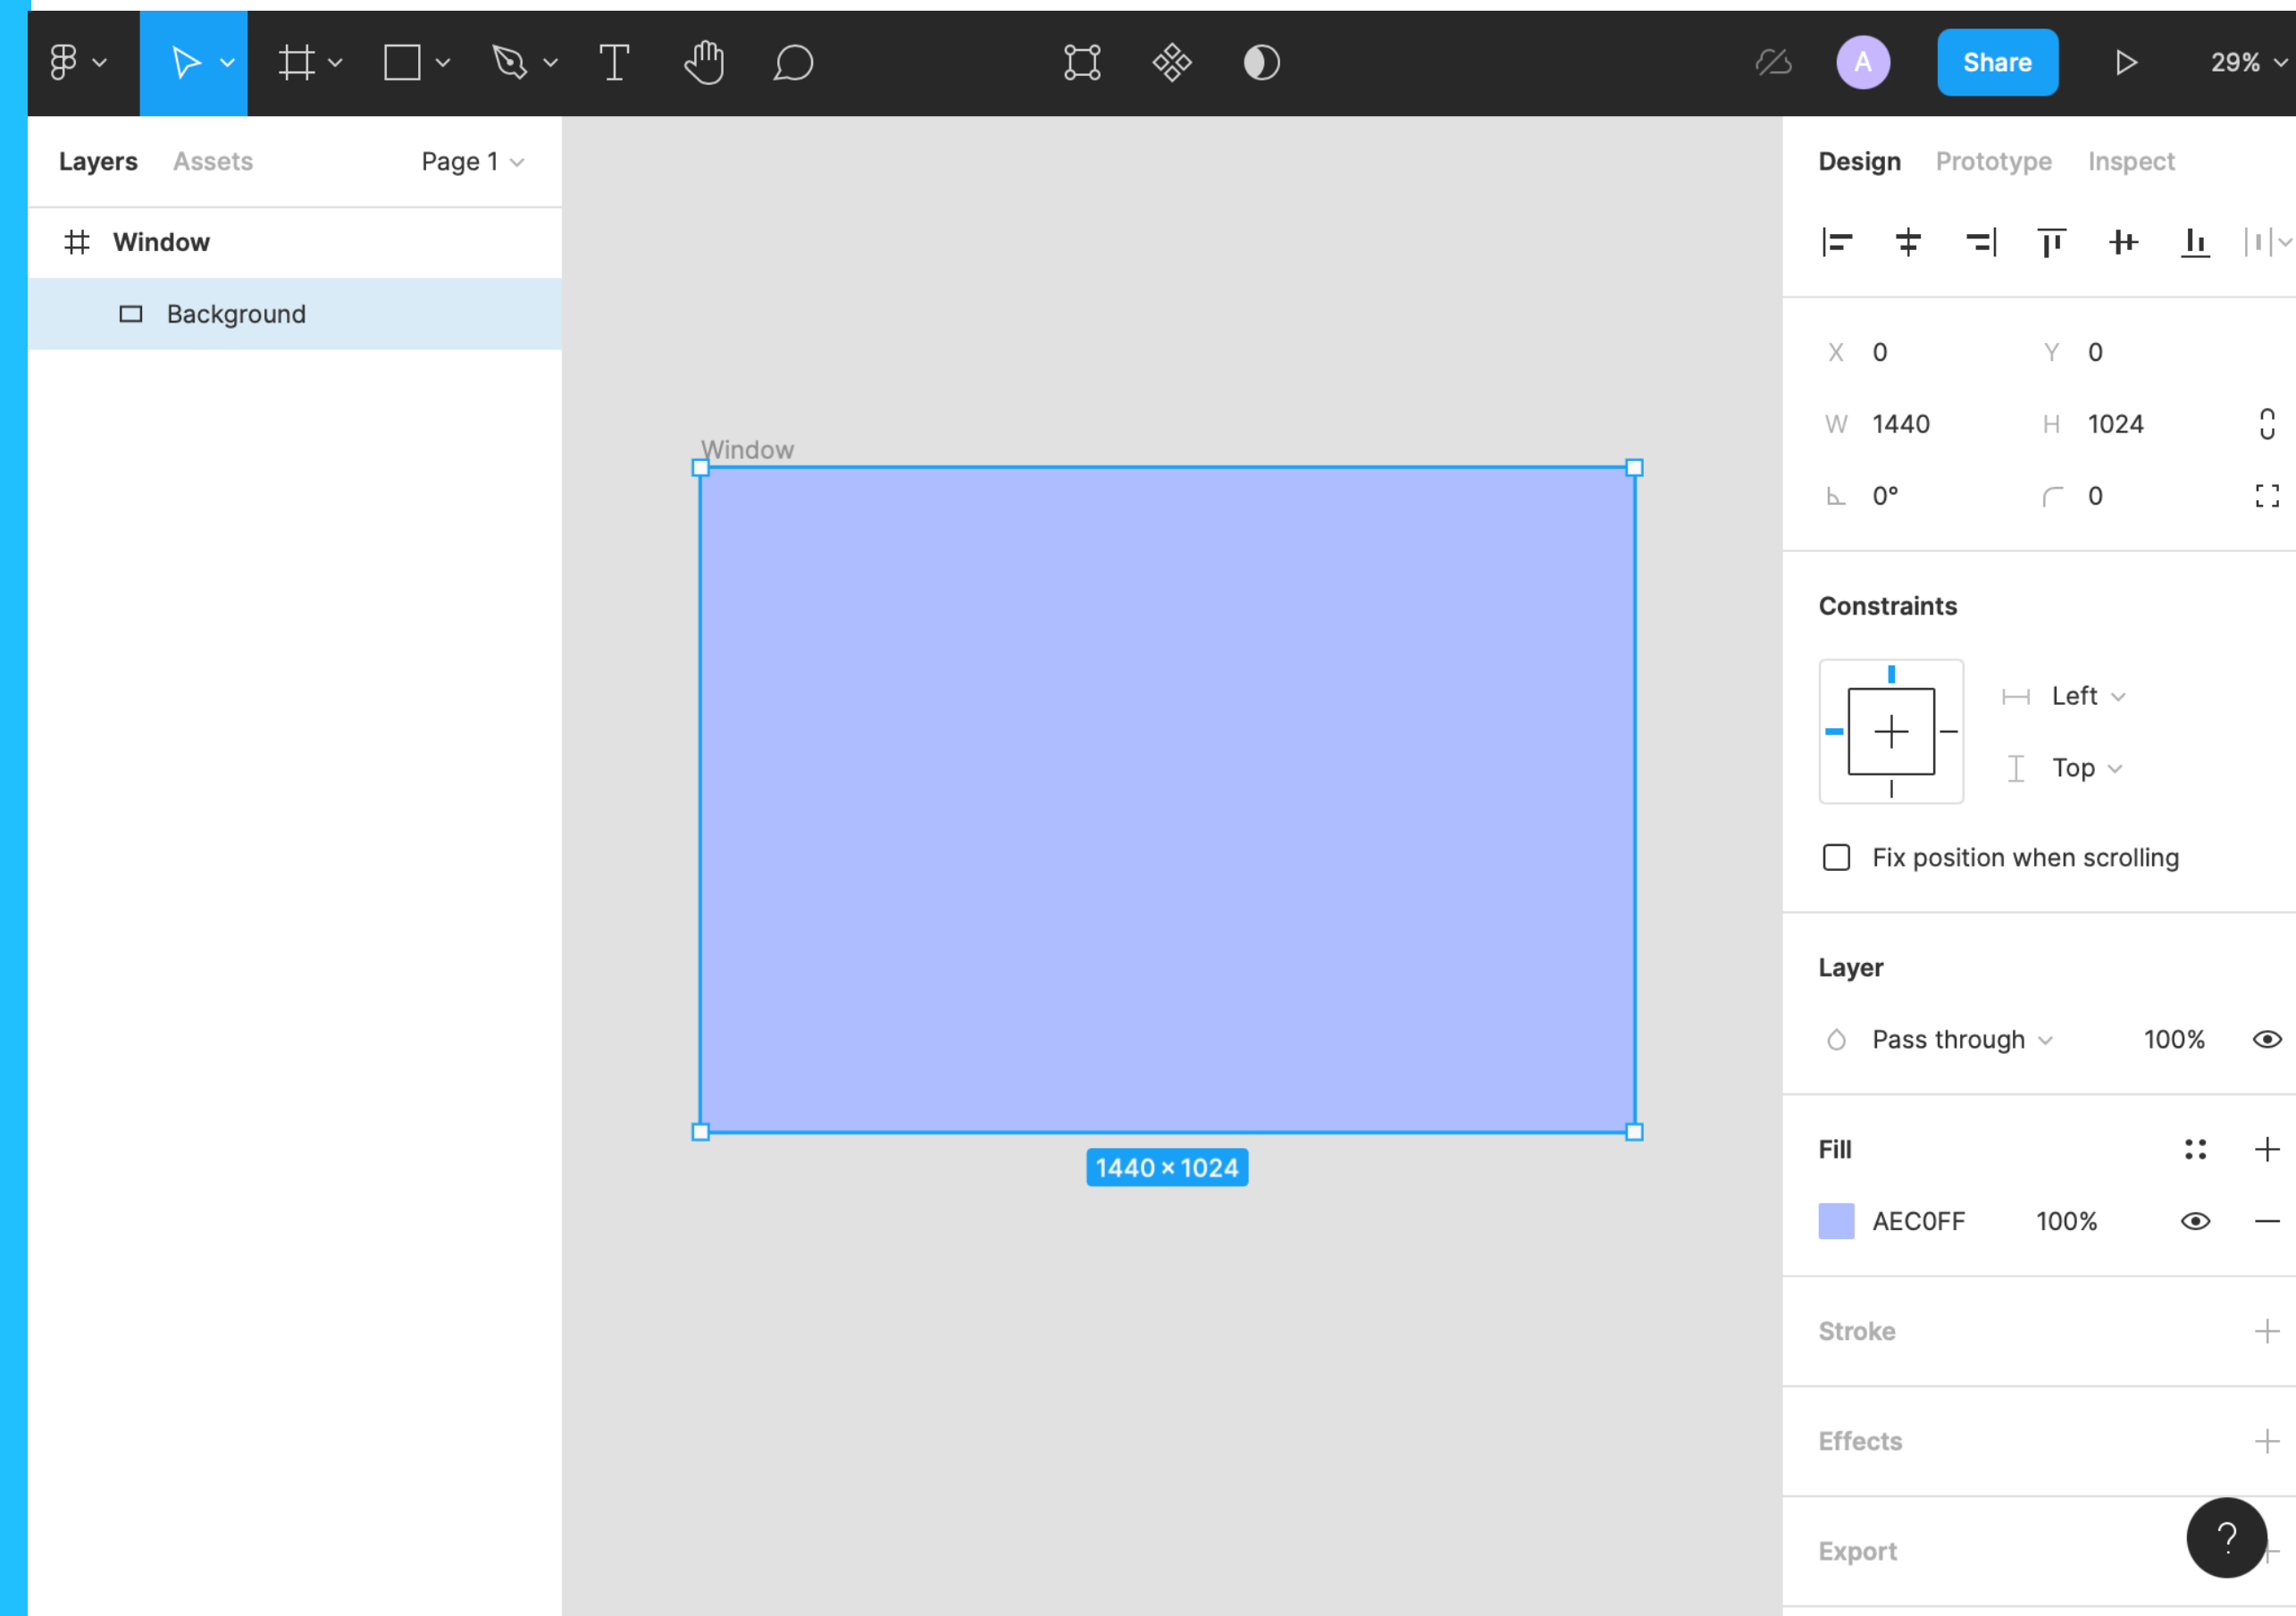 A
Share
29%
Layers
Assets
Page 1
Window
Background
Window
1440 × 1024
Design
Prototype
Inspect
X 0
Y 0
W 1440
H 1024
0°
0
Constraints
Left
Top
Fix position when scrolling
Layer
Pass through
100%
Fill
AEC0FF
100%
Stroke
Effects
Export
?